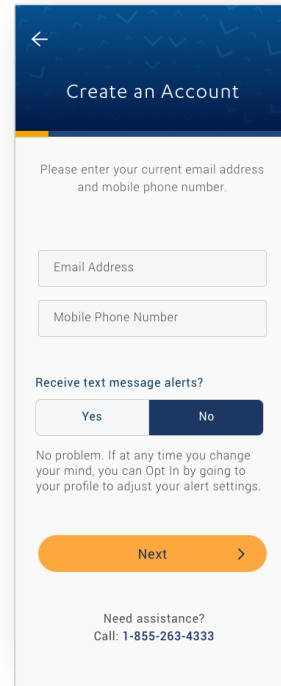 Create an Account
Please enter your current email address
and mobile phone number.
Email Address
Mobile Phone Number
Receive text message alerts?
Yes No
No problem. If at any time you change
your mind, you can Opt In by going to
your profile to adjust your alert settings.
Next
Need assistance?
Call: 1-855-263-4333